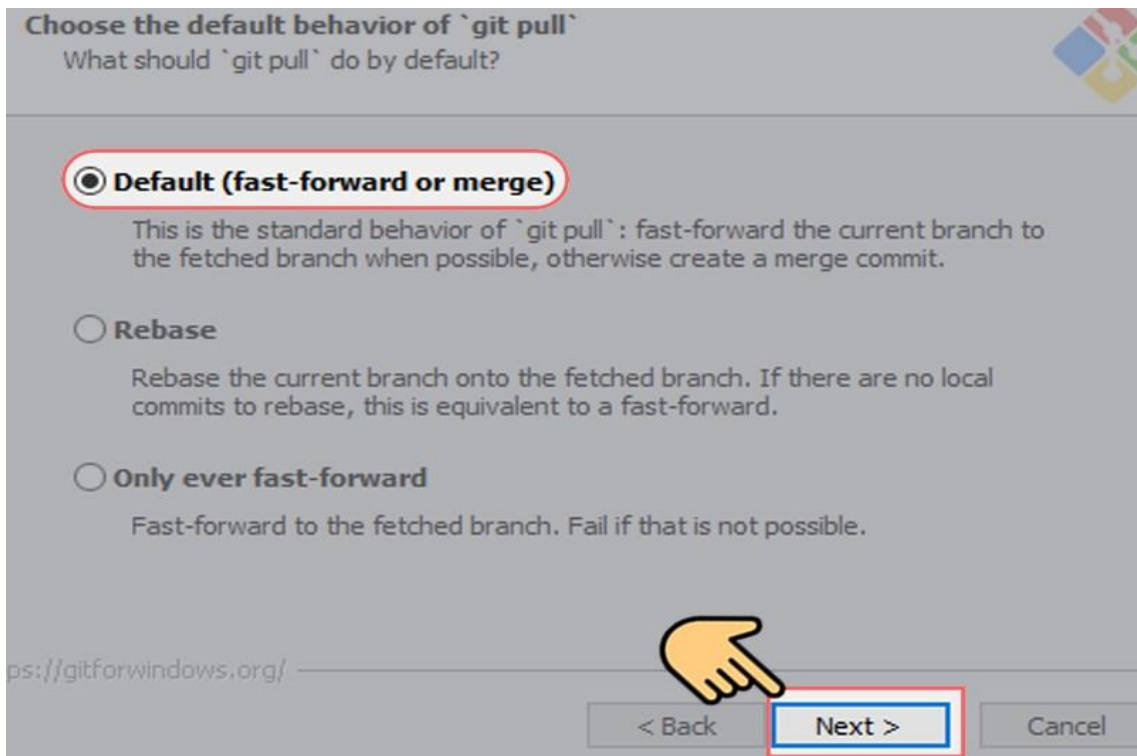 Choose the default behavior of `git pull`
What should `git pull` do by default?
Default (fast-forward or merge)
This is the standard behavior of `git pull`: fast-forward the current branch to
the fetched branch when possible, otherwise create a merge commit.
Rebase
Rebase the current branch onto the fetched branch. If there are no local
commits to rebase, this is equivalent to a fast-forward.
Only ever fast-forward
Fast-forward to the fetched branch. Fail if that is not possible.
ps://gitforwindows.org/
< Back Next > Cancel